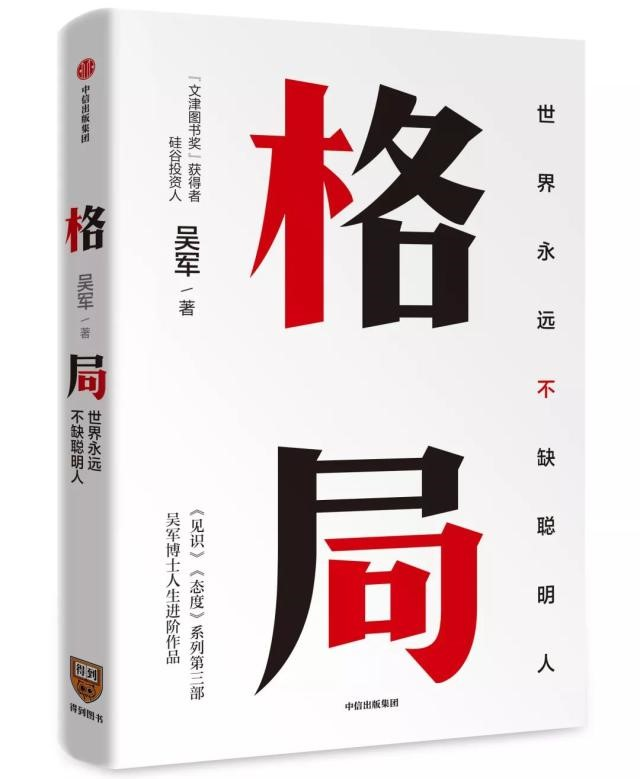 中信出版集团
格
吴军
/
著
局
世界永远
不缺聪明人
得到
得到图书
世界永远不缺聪明人
格
局
『文津图书奖』获得者
硅谷投资人
吴军
/
著
《见识》《态度》系列第三部
吴军博士人生进阶作品
中信出版集团